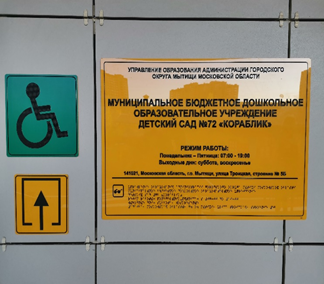 УПРАВЛЕНИЕ ОБРАЗОВАНИЯ АДМИНИСТРАЦИИ ГОРОДСКОГО
ОКРУГА МЫТИЩИ МОСКОВСКОЙ ОБЛАСТИ
МУНИЦИПАЛЬНОЕ БЮДЖЕТНОЕ ДОШКОЛЬНОЕ
ОБРАЗОВАТЕЛЬНОЕ УЧРЕЖДЕНИЕ
ДЕТСКИЙ САД №72 «КОРАБЛИК»
РЕЖИМ РАБОТЫ:
Понедельник – Пятница: 07:00 - 19:00
Выходные дни: суббота, воскресенье
141021, Московская область, г.о. Мытищи, улица Троицкая, строение №